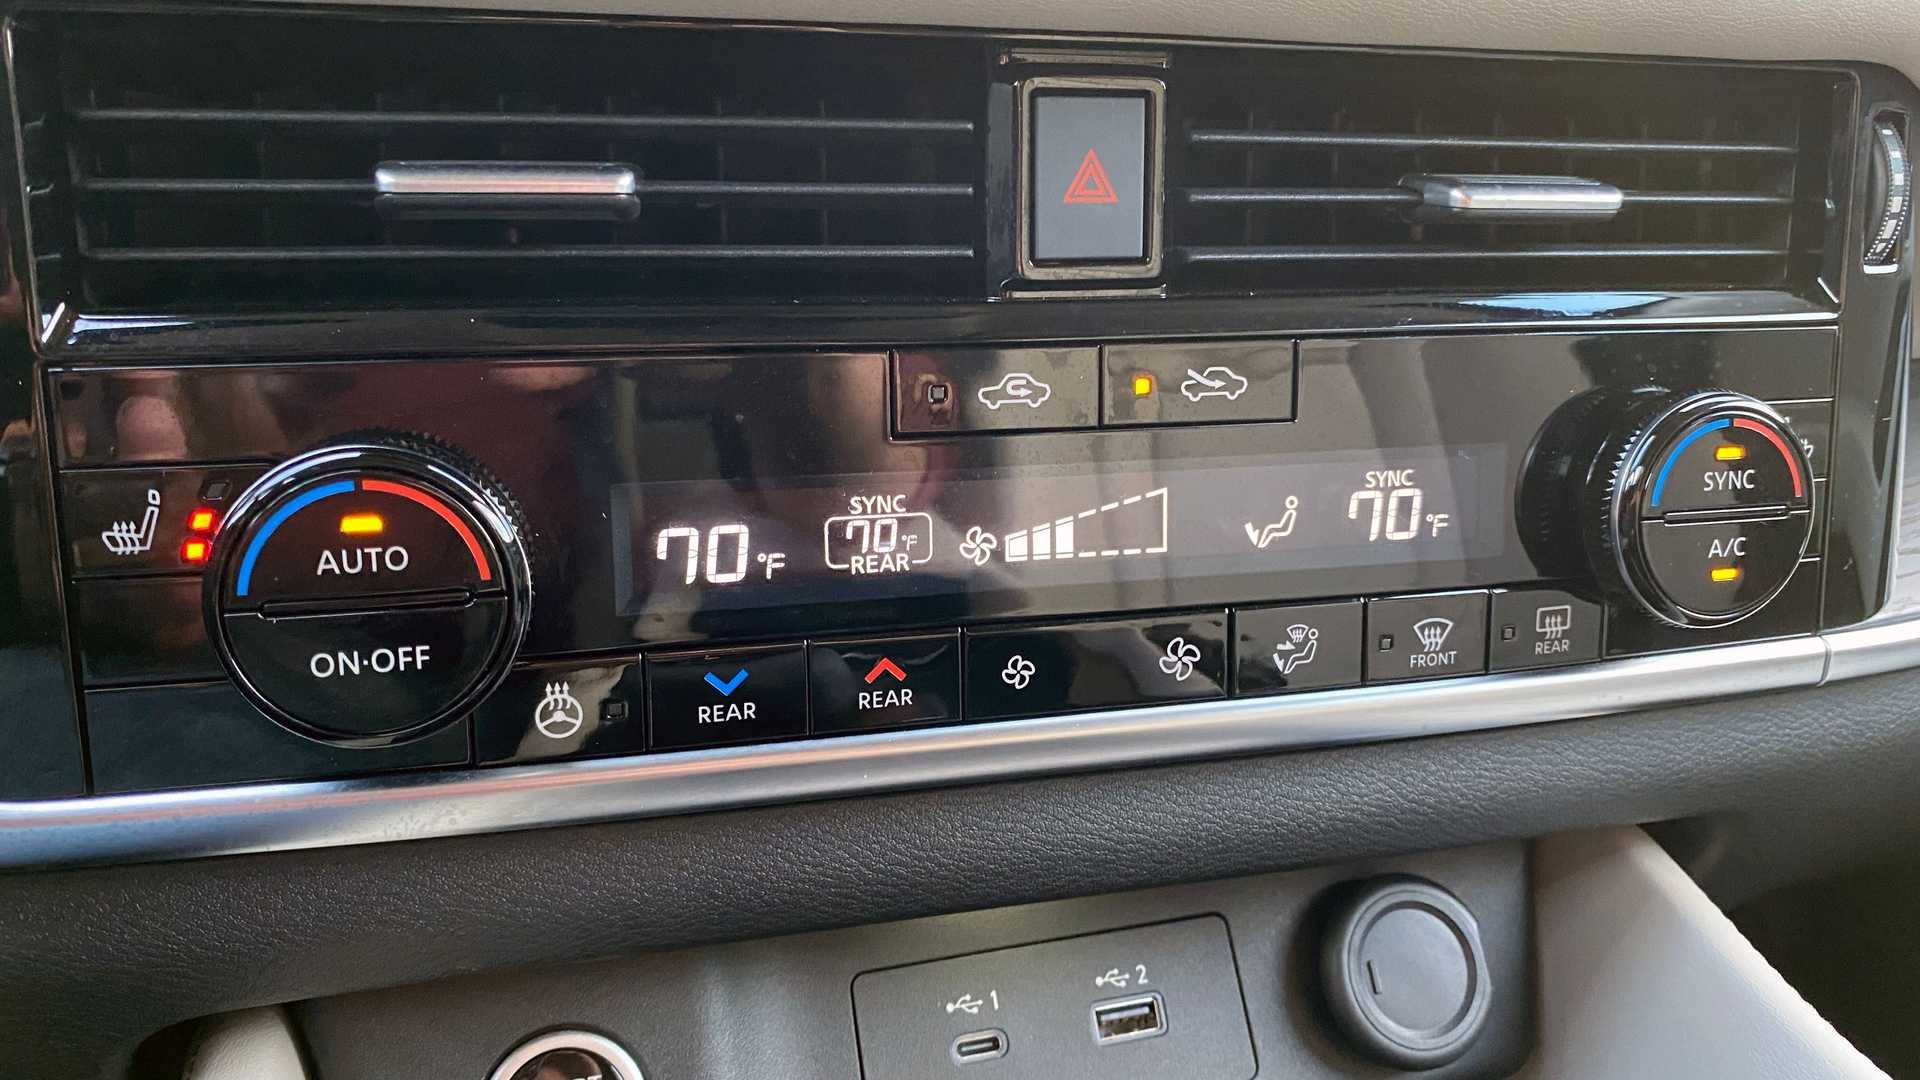 SYNC
A/C
AUTO
ON·OFF
70°F
SYNC
70°F
REAR
SYNC
70°F
REAR
REAR
FRONT
REAR
1
2